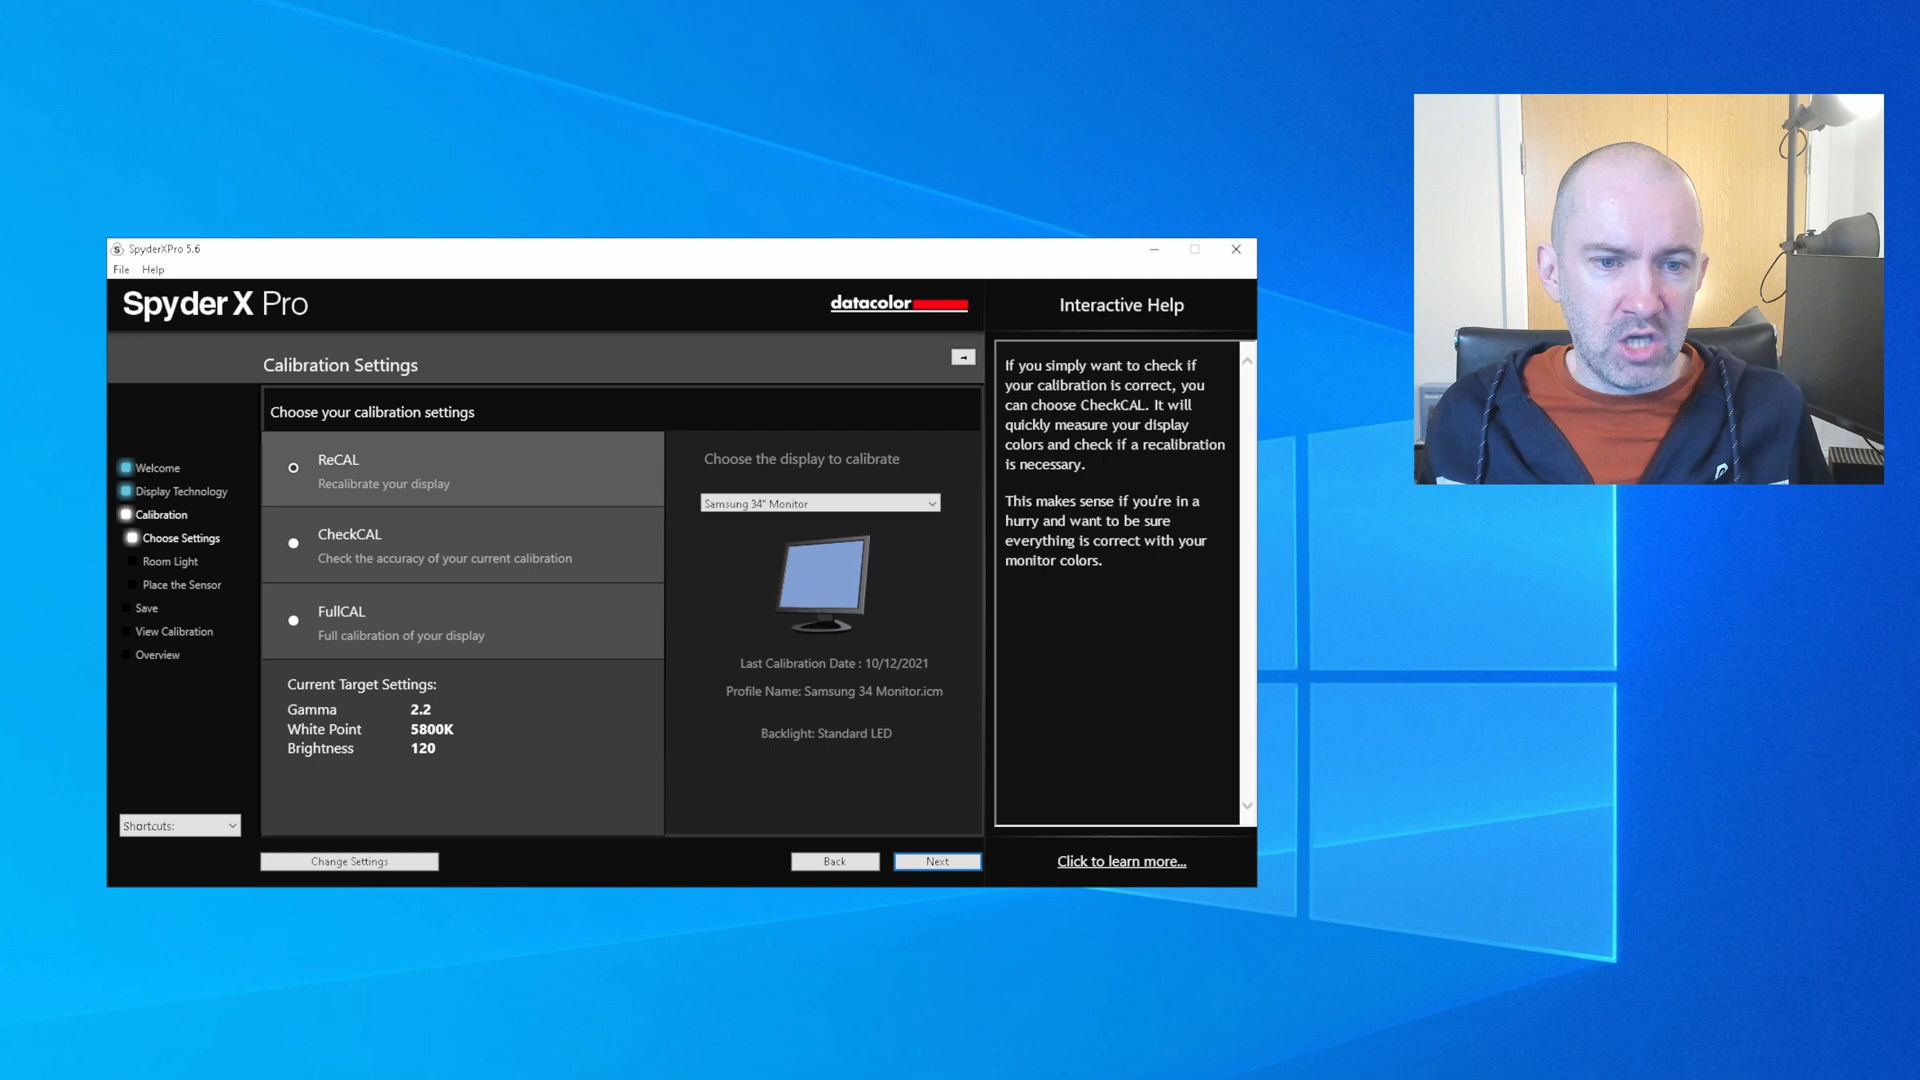 SpyderXPro 5.6
File Help
Spyder X Pro
datacolor
Interactive Help
Calibration Settings
Choose your calibration settings
ReCAL
Recalibrate your display
CheckCAL
Check the accuracy of your current calibration
FullCAL
Full calibration of your display
Current Target Settings:
Gamma 2.2
White Point 5800K
Brightness 120
Choose the display to calibrate
Samsung 34" Monitor
Last Calibration Date : 10/12/2021
Profile Name: Samsung 34 Monitor.icm
Backlight: Standard LED
Welcome
Display Technology
Calibration
Choose Settings
Room Light
Place the Sensor
Save
View Calibration
Overview
Shortcuts:
Change Settings
Back
Next
If you simply want to check if
your calibration is correct, you
can choose CheckCAL. It will
quickly measure your display
colors and check if a recalibration
is necessary.
This makes sense if you're in a
hurry and want to be sure
everything is correct with your
monitor colors.
Click to learn more...